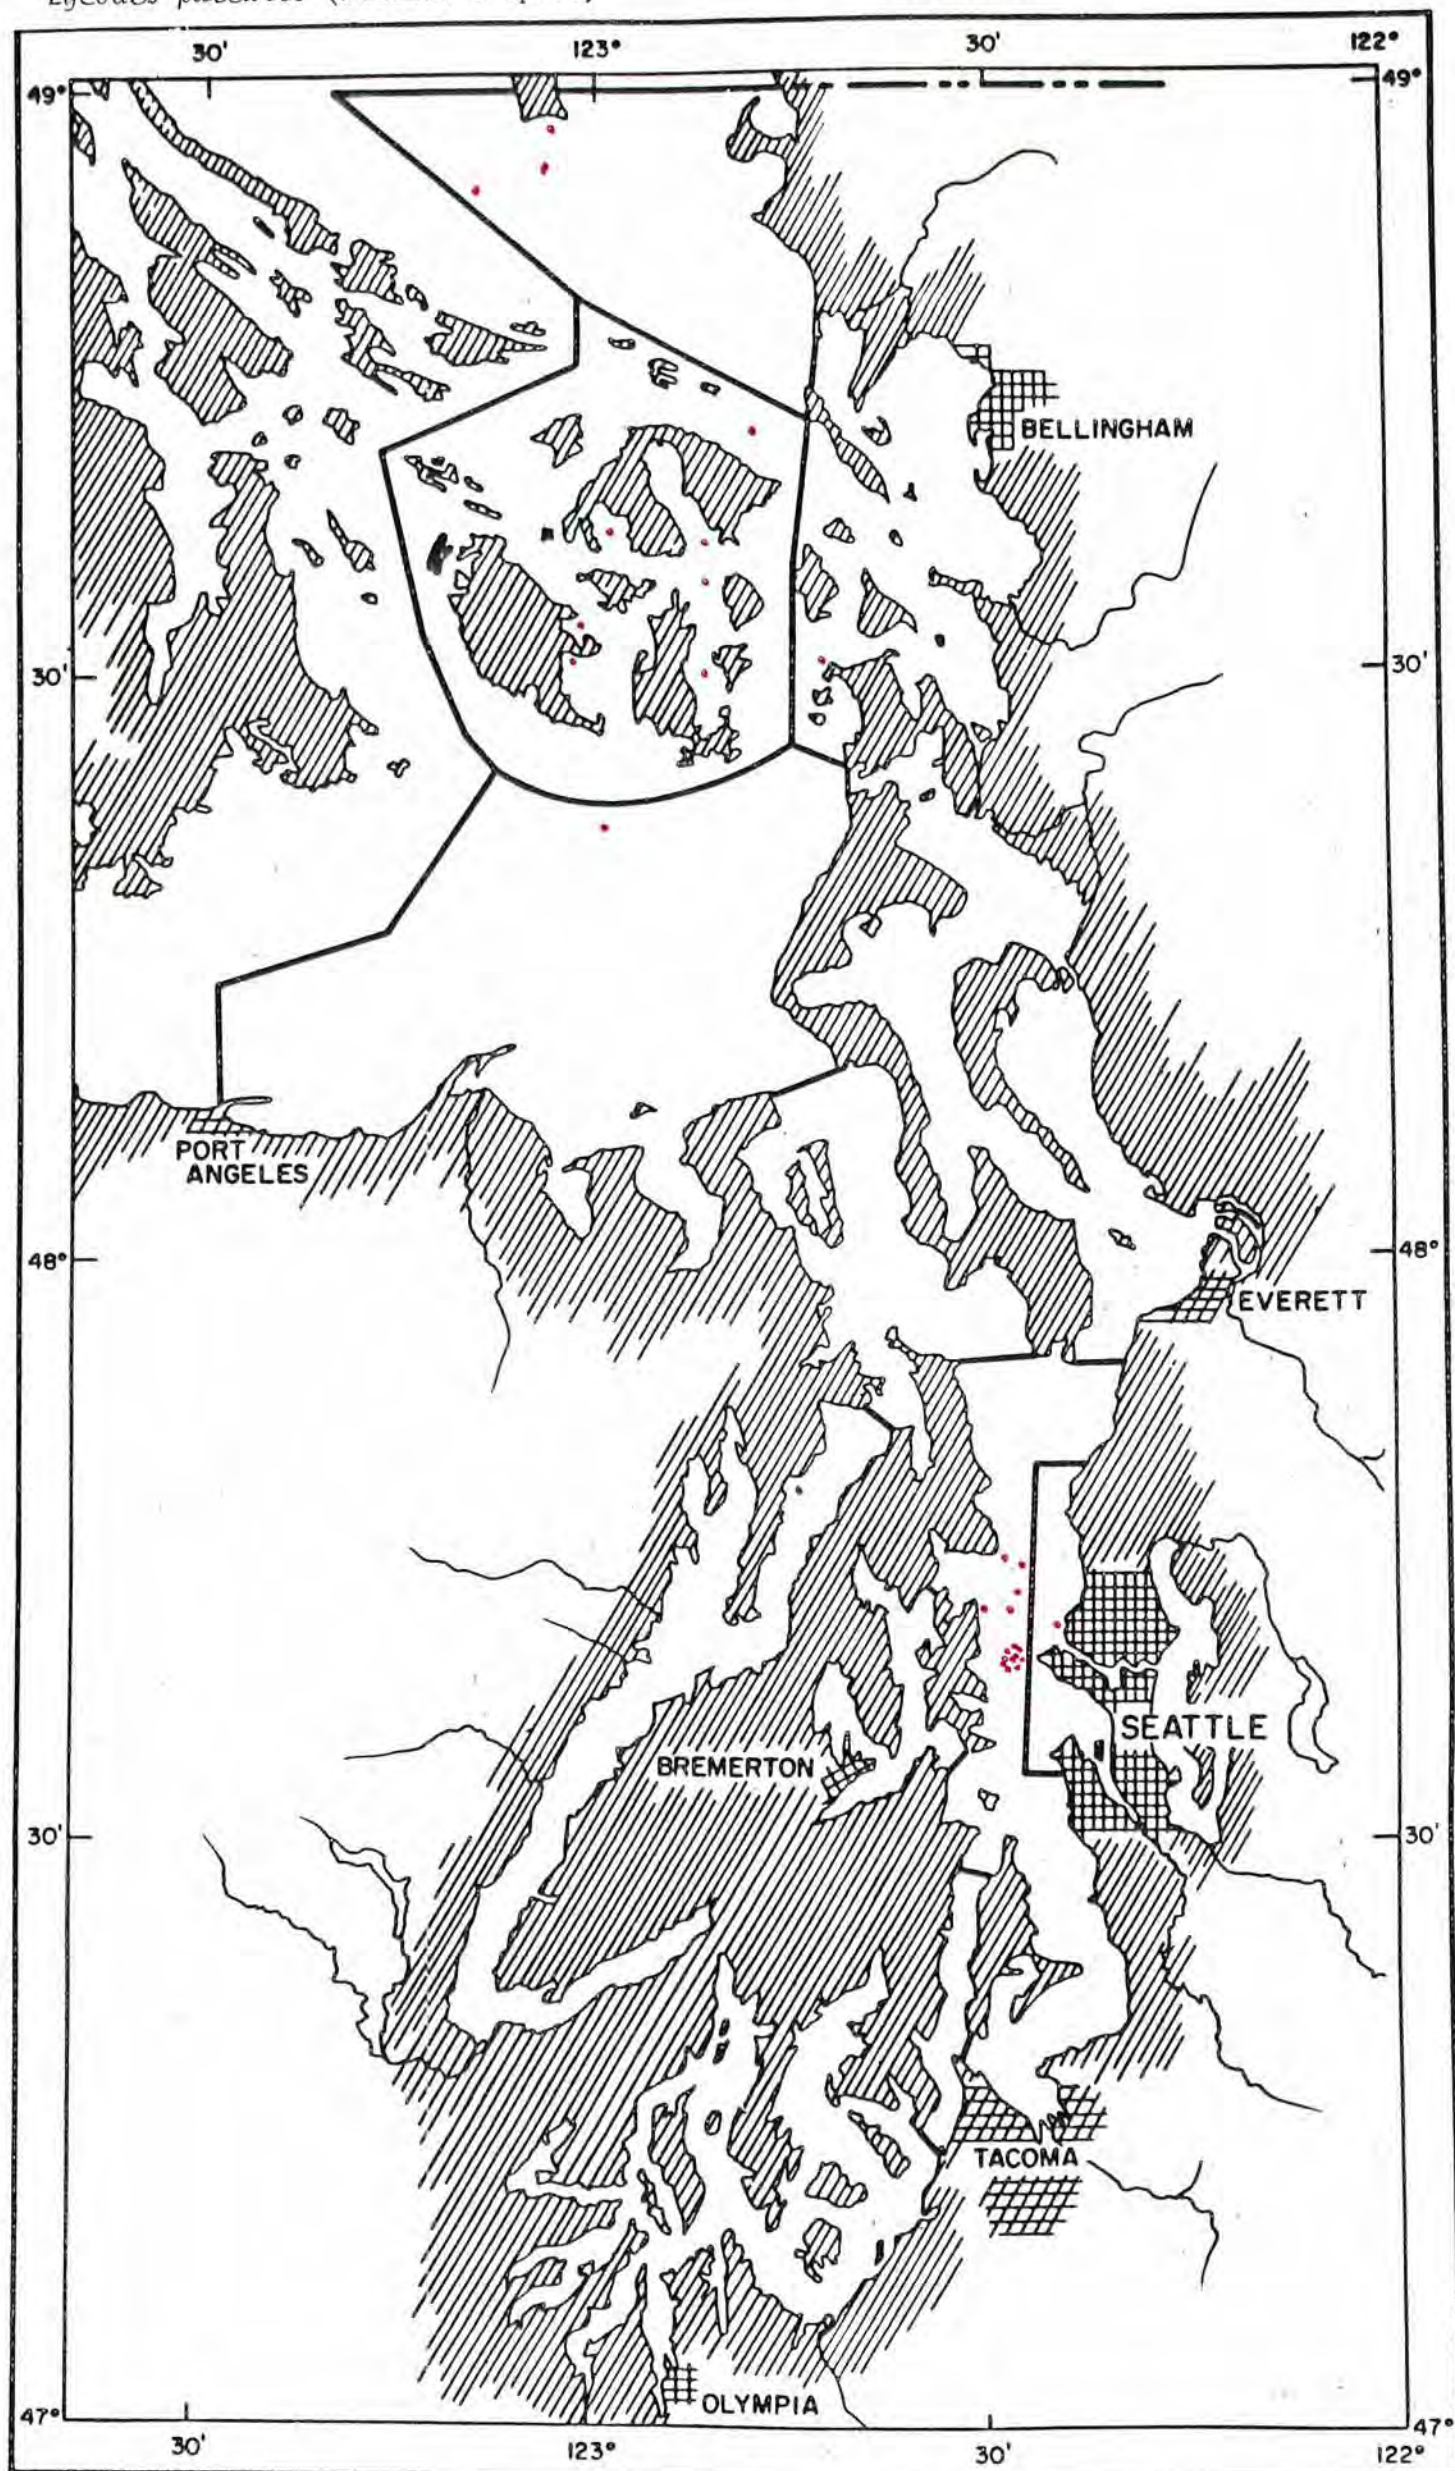 30' 123° 30' 122°
49° 49°
BELLINGHAM
30' 30'
PORT
ANGELES
48° 48°
EVERETT
SEATTLE
BREMERTON
30' 30'
TACOMA
OLYMPIA
47° 47°
30' 123° 30' 122°